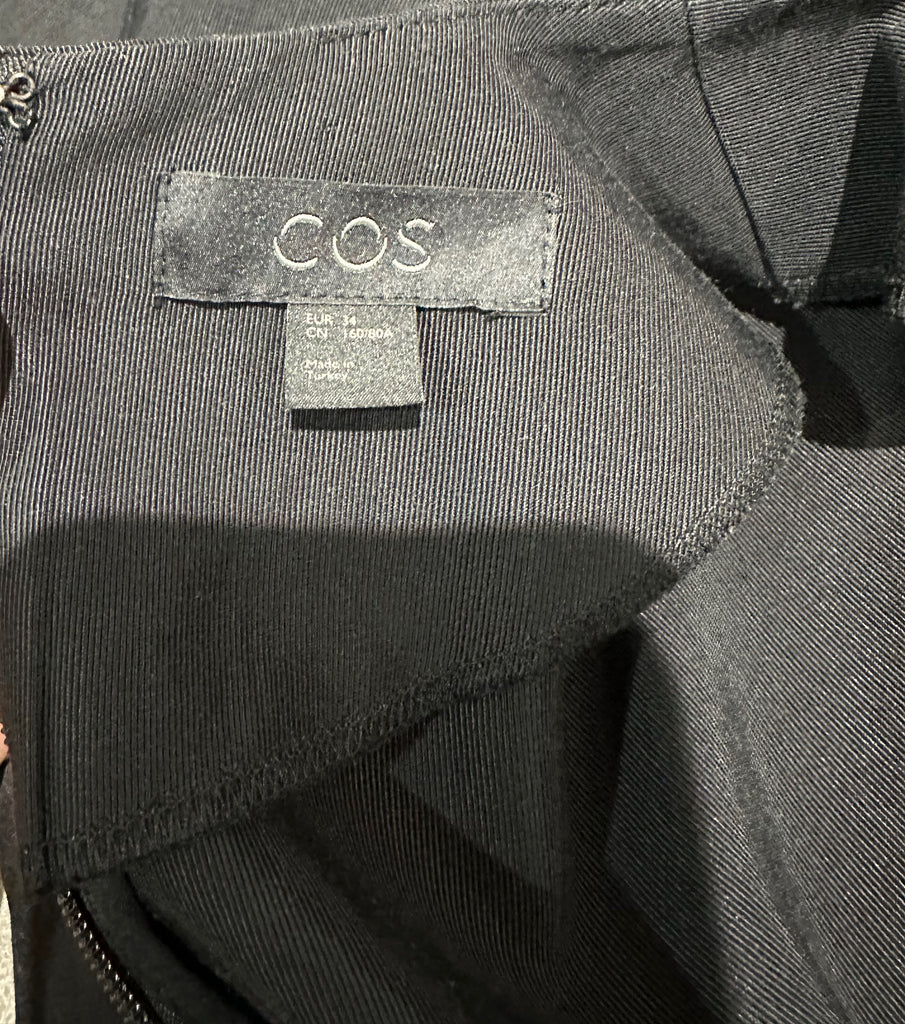 COS
EUR 34
CN 160/80A
Made in
Turkey